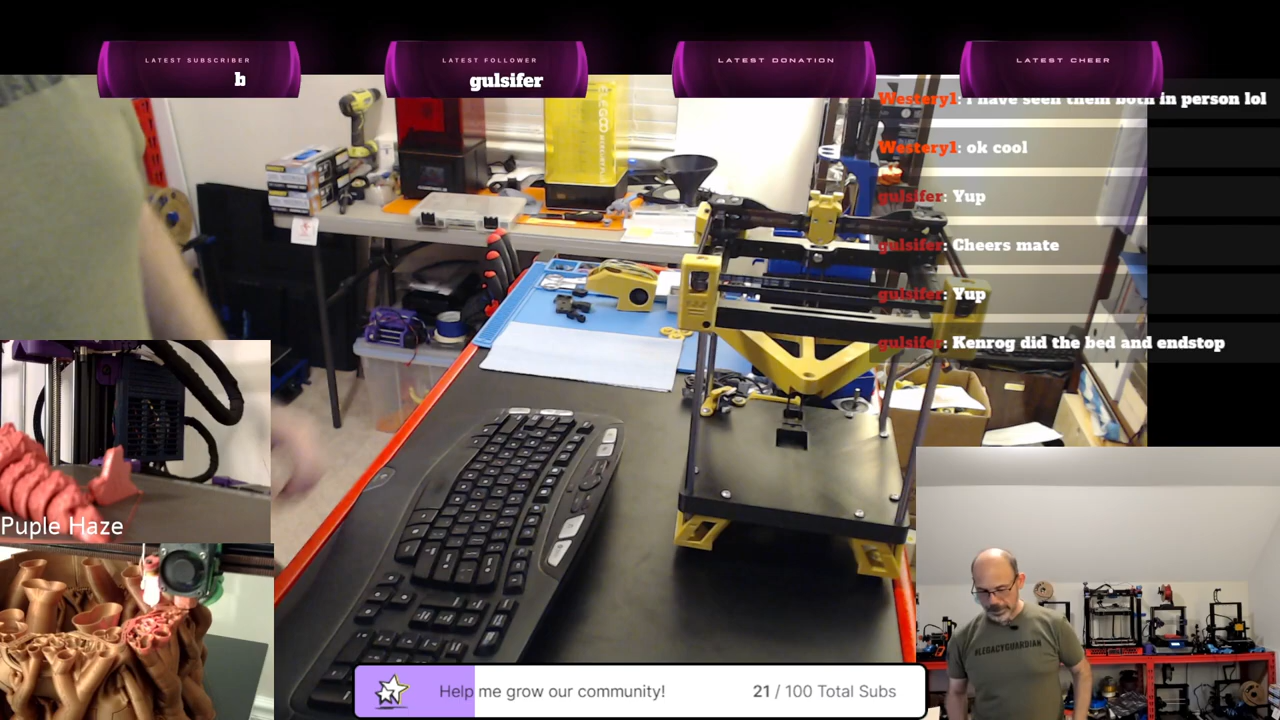 LATEST SUBSCRIBER
b
LATEST FOLLOWER
gulsifer
LATEST DONATION
LATEST CHEER
Westery1: i have seen them both in person lol
Westery1: ok cool
gulsifer: Yup
gulsifer: Cheers mate
gulsifer: Yup
gulsifer: Kenrog did the bed and endstop
Puple Haze
#LEGACYGUARDIAN
Help me grow our community!
21 / 100 Total Subs